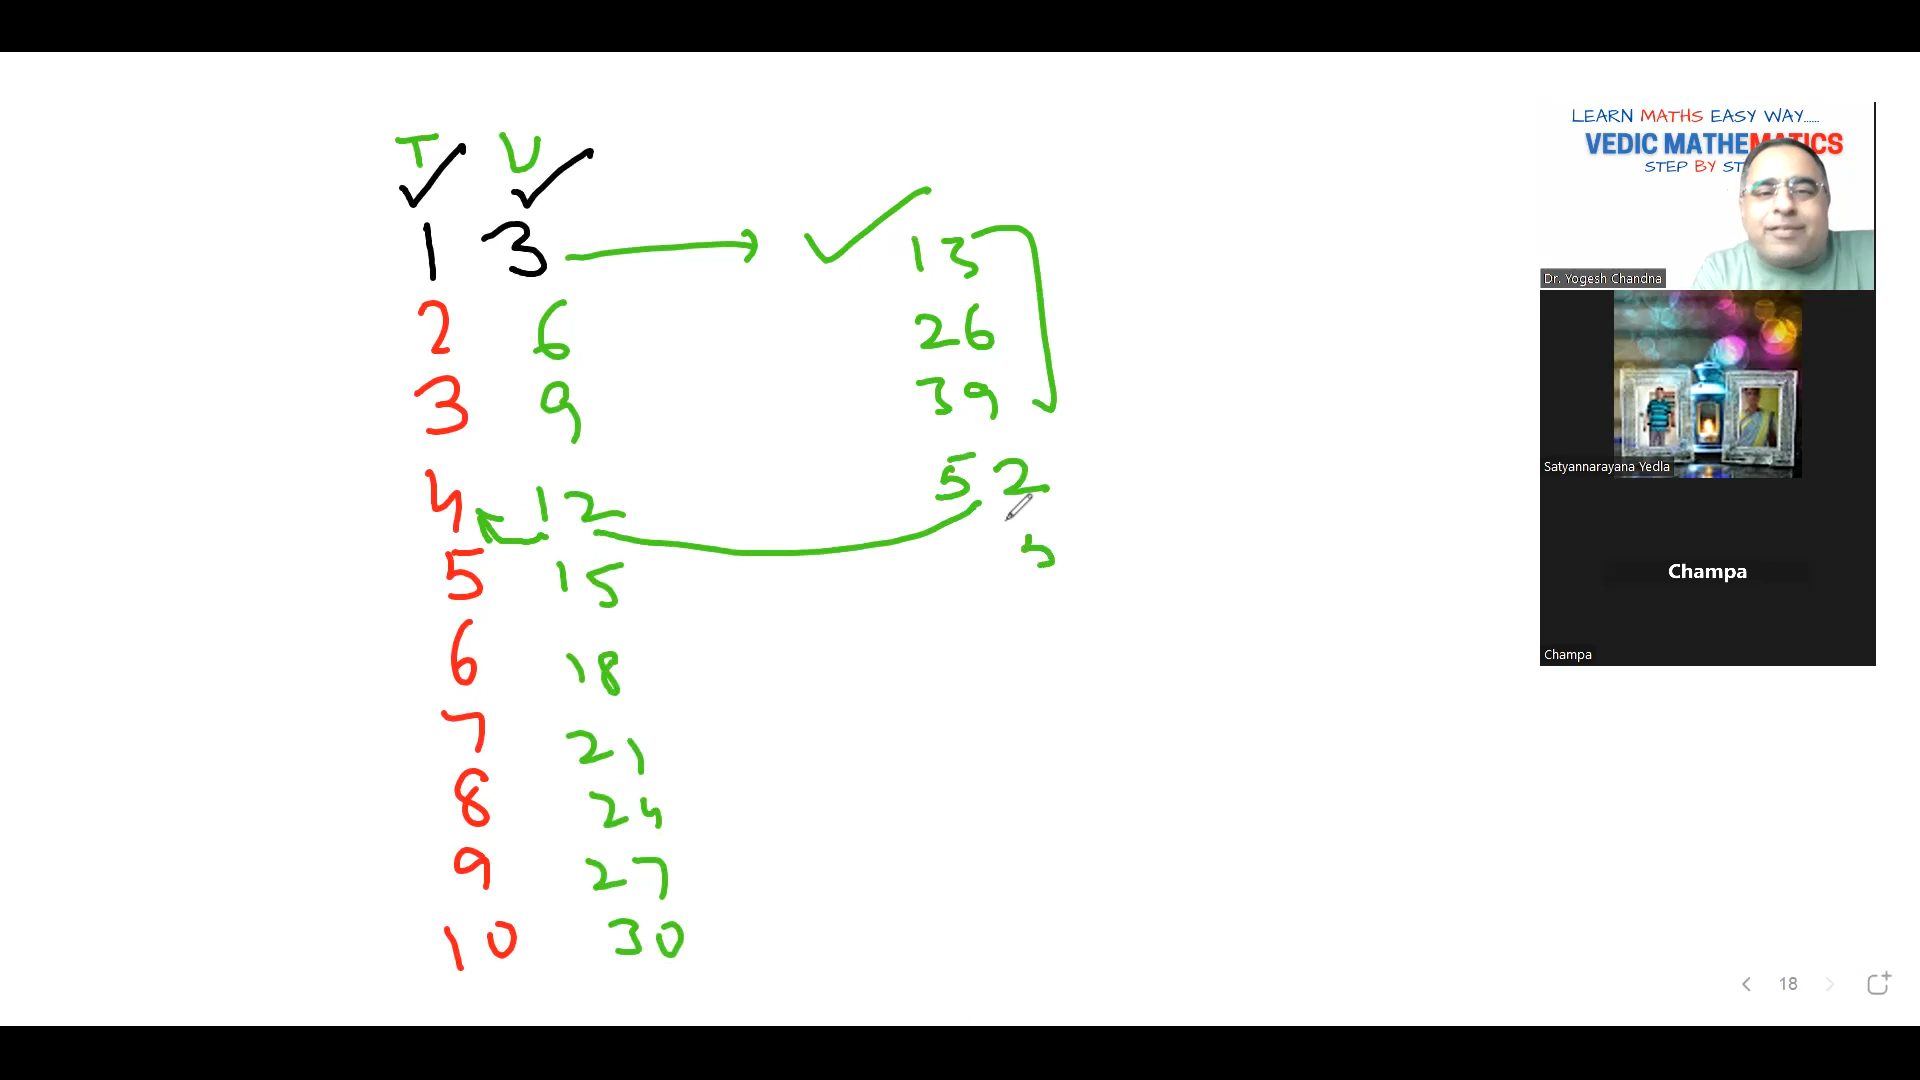 T U
1 3 13
2 6 26
3 9 39
4 12 52
5 15 5
6 18
7 21
8 24
9 27
10 30
LEARN MATHS EASY WAY......
VEDIC MATHEMATICS
STEP BY ST
Dr. Yogesh Chandna
Satyannarayana Yedla
Champa
Champa
18